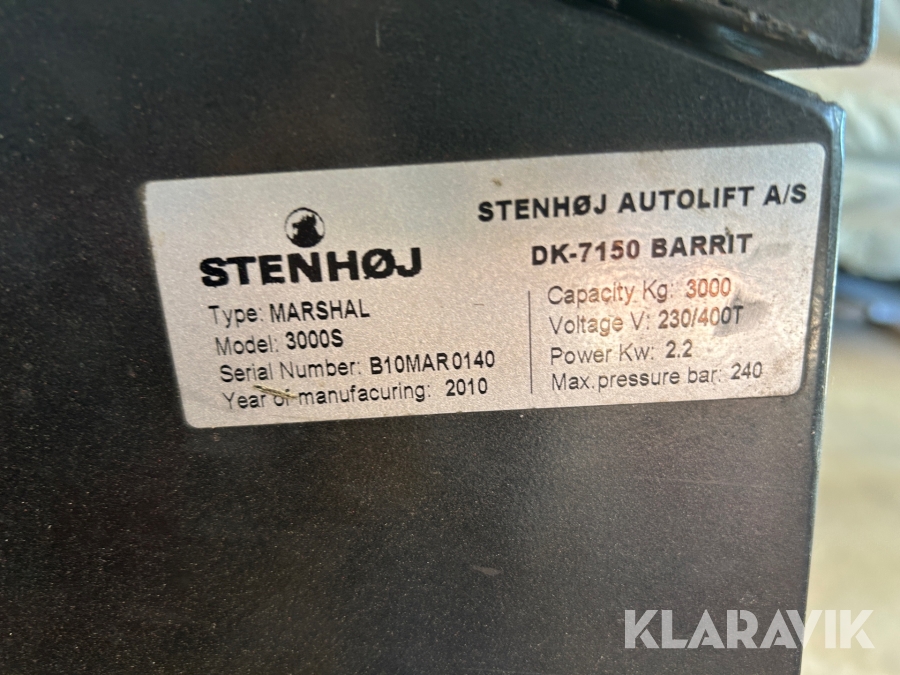 STENHØJ
Type: MARSHAL
Model: 3000S
Serial Number: B10MAR0140
Year of manufacuring: 2010
STENHØJ AUTOLIFT A/S
DK-7150 BARRIT
Capacity Kg: 3000
Voltage V: 230/400T
Power Kw: 2.2
Max.pressure bar: 240
KLARAVIK